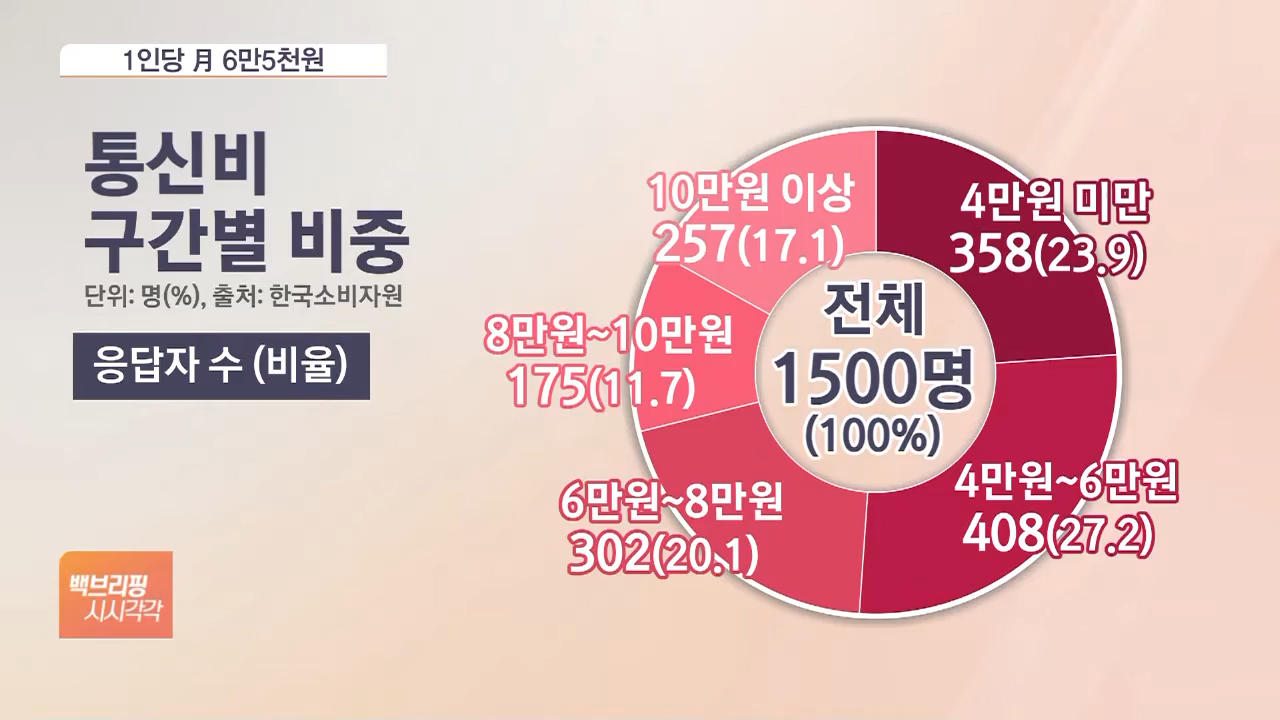 1인당 月 6만5천원
통신비
구간별 비중
단위: 명(%), 출처: 한국소비자원
응답자 수 (비율)
10만원 이상
257(17.1)
4만원 미만
358(23.9)
8만원~10만원
175(11.7)
전체
1500명
(100%)
6만원~8만원
302(20.1)
4만원~6만원
408(27.2)
백브리핑
시시각각